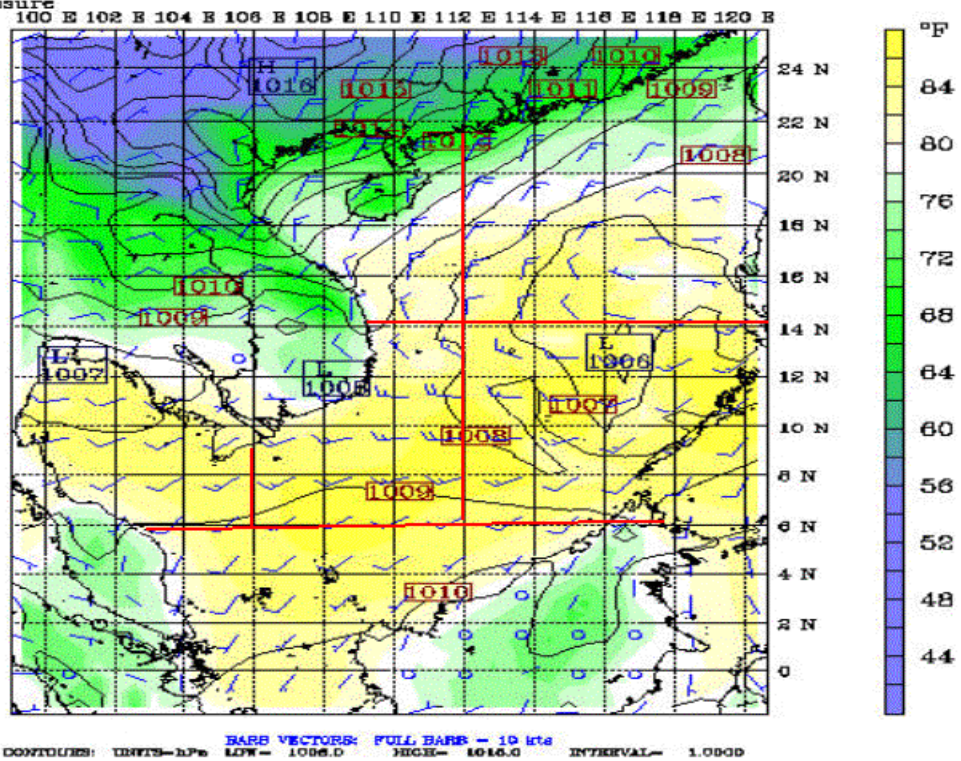 100 E 102 E 104 E 106 E 108 E 110 E 112 E 114 E 116 E 118 E 120 E
°F
1013
1010
24 N
H
1016
1013
1011
1009
84
22 N
80
1008
20 N
76
18 N
72
16 N
1010
1009
68
14 N
L
1006
L
1007
L
64
12 N
1007
60
10 N
1008
56
8 N
1009
6 N
52
4 N
1010
48
2 N
0
44
BARB VECTORS: FULL BARB = 10 kts
CONTOURS: UNITS=hPa LOW= 1006.0 HIGH= 1016.0 INTERVAL= 1.0000